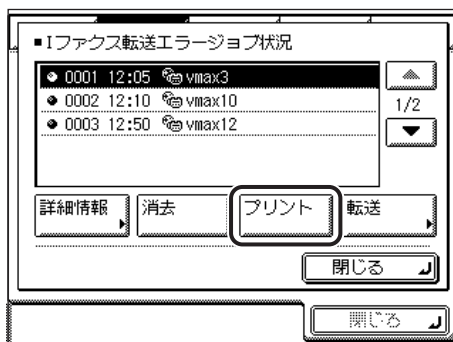 ■Iファクス転送エラージョブ状況
0001 12:05 vmax3
0002 12:10 vmax10
0003 12:50 vmax12
1/2
詳細情報 消去 プリント 転送
閉じる
閉じる